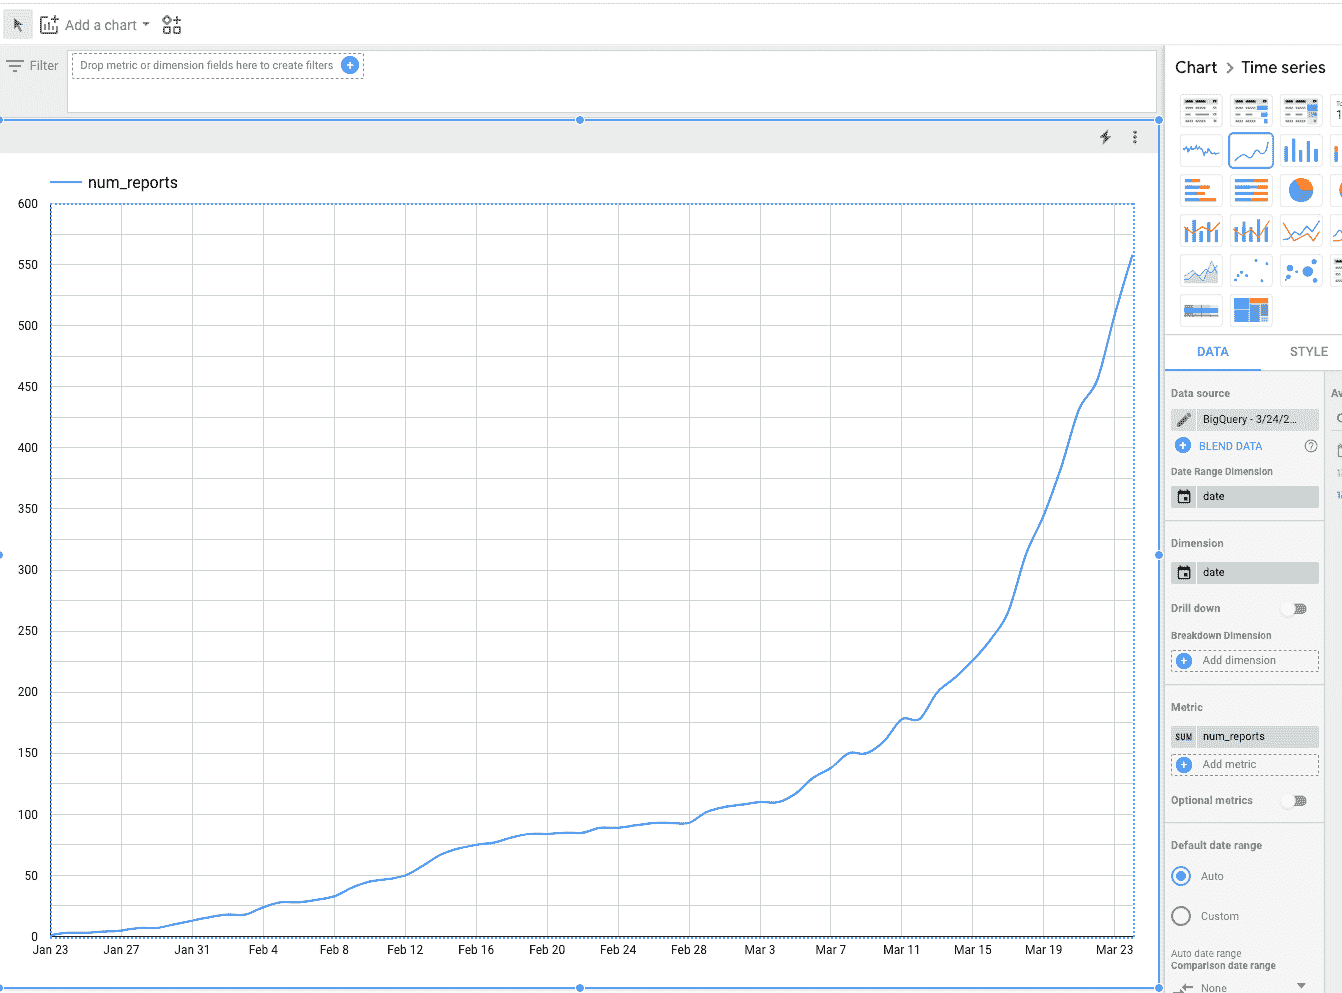 Add a chart
Filter
Drop metric or dimension fields here to create filters
Chart > Time series
num_reports
600
550
500
450
400
350
300
250
200
150
100
50
0
Jan 23 Jan 27 Jan 31 Feb 4 Feb 8 Feb 12 Feb 16 Feb 20 Feb 24 Feb 28 Mar 3 Mar 7 Mar 11 Mar 15 Mar 19 Mar 23
DATA STYLE
Data source
BigQuery - 3/24/2...
BLEND DATA
Date Range Dimension
date
Dimension
date
Drill down
Breakdown Dimension
Add dimension
Metric
SUM num_reports
Add metric
Optional metrics
Default date range
Auto
Custom
Auto date range
Comparison date range
None